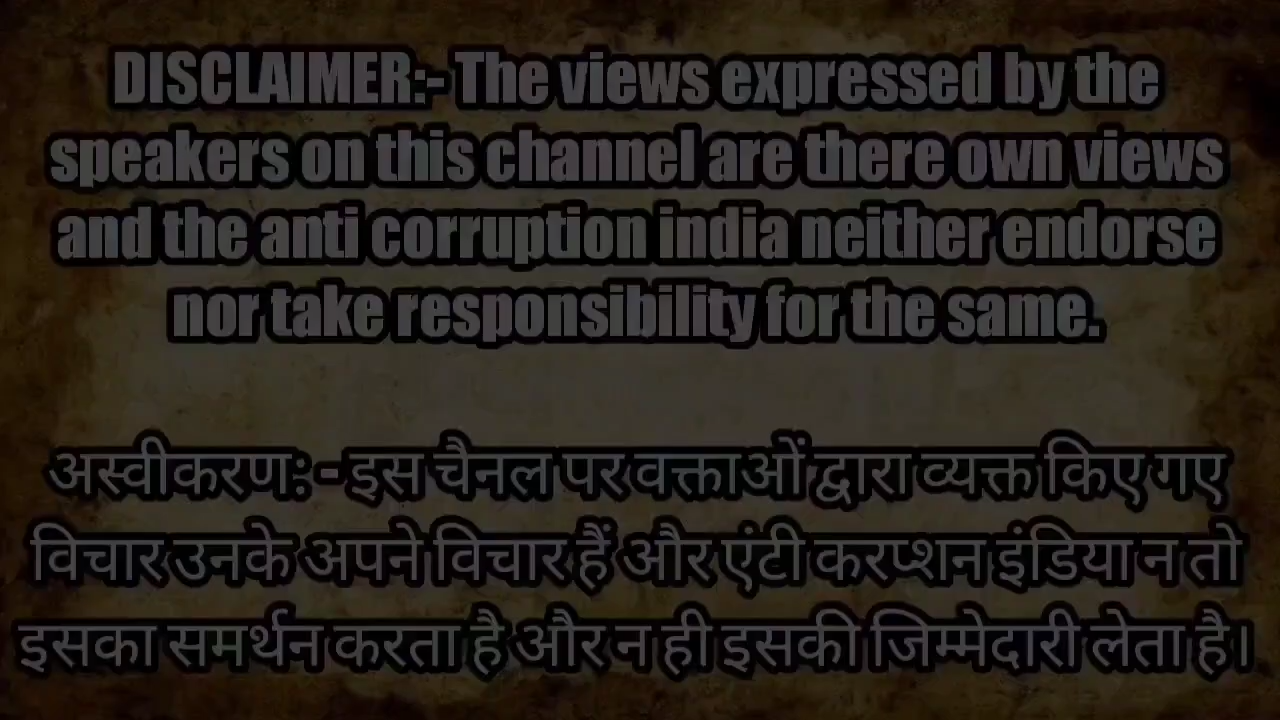 DISCLAIMER:- The views expressed by the
speakers on this channel are there own views
and the anti corruption india neither endorse
nor take responsibility for the same.
अस्वीकरण: - इस चैनल पर वक्ताओं द्वारा व्यक्त किए गए
विचार उनके अपने विचार हैं और एंटी करप्शन इंडिया न तो
इसका समर्थन करता है और न ही इसकी जिम्मेदारी लेता है।